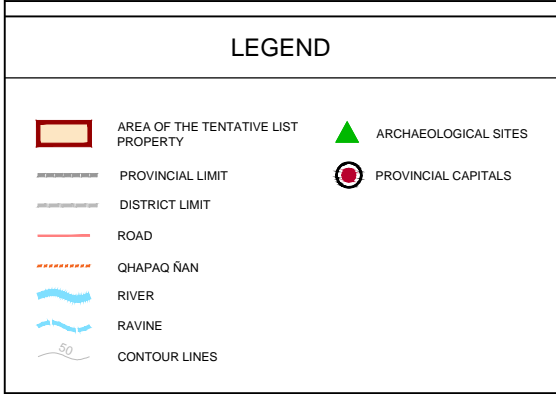 LEGEND
AREA OF THE TENTATIVE LIST
PROPERTY
PROVINCIAL LIMIT
DISTRICT LIMIT
ROAD
QHAPAQ ÑAN
RIVER
RAVINE
50
CONTOUR LINES
ARCHAEOLOGICAL SITES
PROVINCIAL CAPITALS